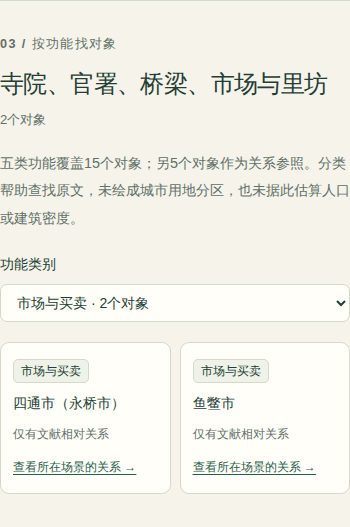 03 / 按功能找对象
寺院、官署、桥梁、市场与里坊
2个对象
五类功能覆盖15个对象；另5个对象作为关系参照。分类
帮助查找原文，未绘成城市用地分区，也未据此估算人口
或建筑密度。
功能类别
市场与买卖 · 2个对象
市场与买卖
四通市（永桥市）
仅有文献相对关系
查看所在场景的关系 →
市场与买卖
鱼鳖市
仅有文献相对关系
查看所在场景的关系 →